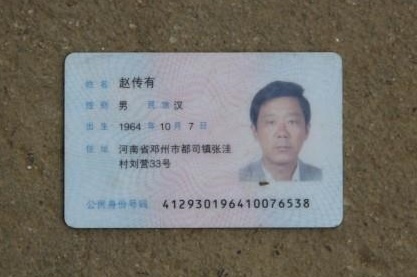 姓名 赵传有
性别 男 民族 汉
出生 1964 年 10 月 7 日
住址 河南省邓州市都司镇张洼
村刘营33号
公民身份号码 412930196410076538